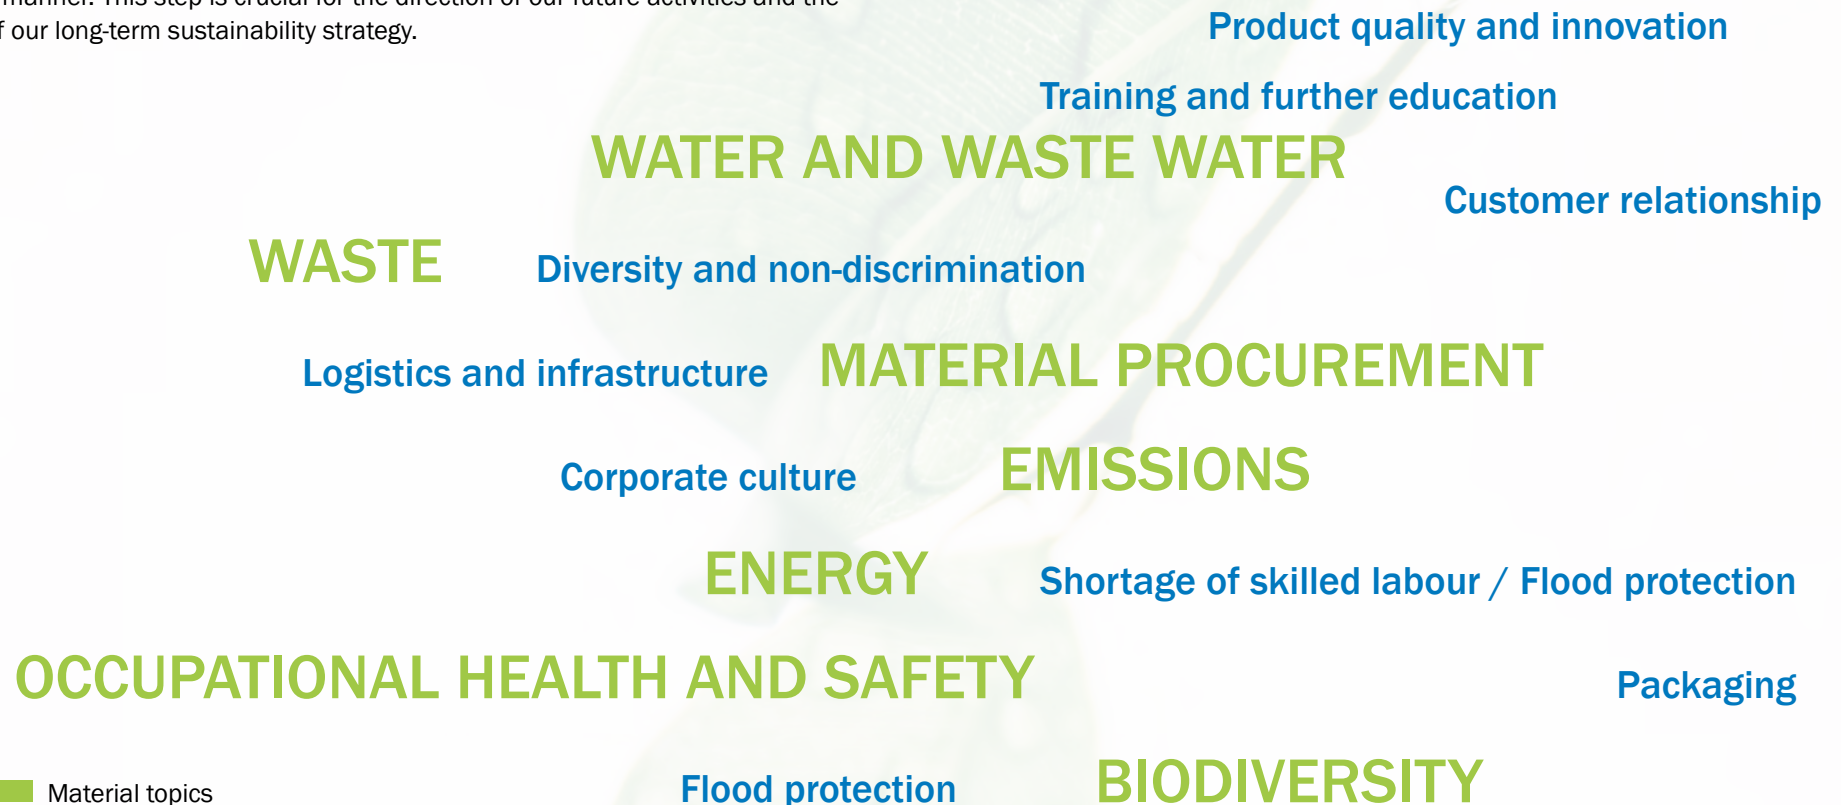 manner. This step is crucial for the direction of our future activities and the
f our long-term sustainability strategy.
Product quality and innovation
Training and further education
WATER AND WASTE WATER
Customer relationship
WASTE
Diversity and non-discrimination
Logistics and infrastructure
MATERIAL PROCUREMENT
Corporate culture
EMISSIONS
ENERGY
Shortage of skilled labour / Flood protection
OCCUPATIONAL HEALTH AND SAFETY
Packaging
Flood protection
BIODIVERSITY
Material topics